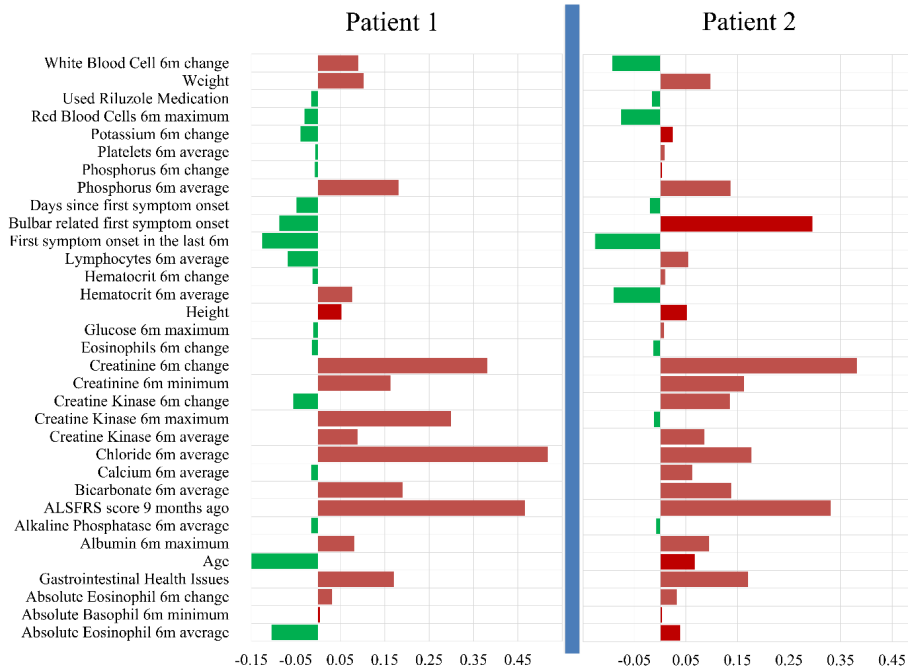 Patient 1
Patient 2
White Blood Cell 6m change
Weight
Used Riluzole Medication
Red Blood Cells 6m maximum
Potassium 6m change
Platelets 6m average
Phosphorus 6m change
Phosphorus 6m average
Days since first symptom onset
Bulbar related first symptom onset
First symptom onset in the last 6m
Lymphocytes 6m average
Hematocrit 6m change
Hematocrit 6m average
Height
Glucose 6m maximum
Eosinophils 6m change
Creatinine 6m change
Creatinine 6m minimum
Creatine Kinase 6m change
Creatine Kinase 6m maximum
Creatine Kinase 6m average
Chloride 6m average
Calcium 6m average
Bicarbonate 6m average
ALSFRS score 9 months ago
Alkaline Phosphatase 6m average
Albumin 6m maximum
Age
Gastrointestinal Health Issues
Absolute Eosinophil 6m change
Absolute Basophil 6m minimum
Absolute Eosinophil 6m average
-0.15 -0.05 0.05 0.15 0.25 0.35 0.45
-0.05 0.05 0.15 0.25 0.35 0.45